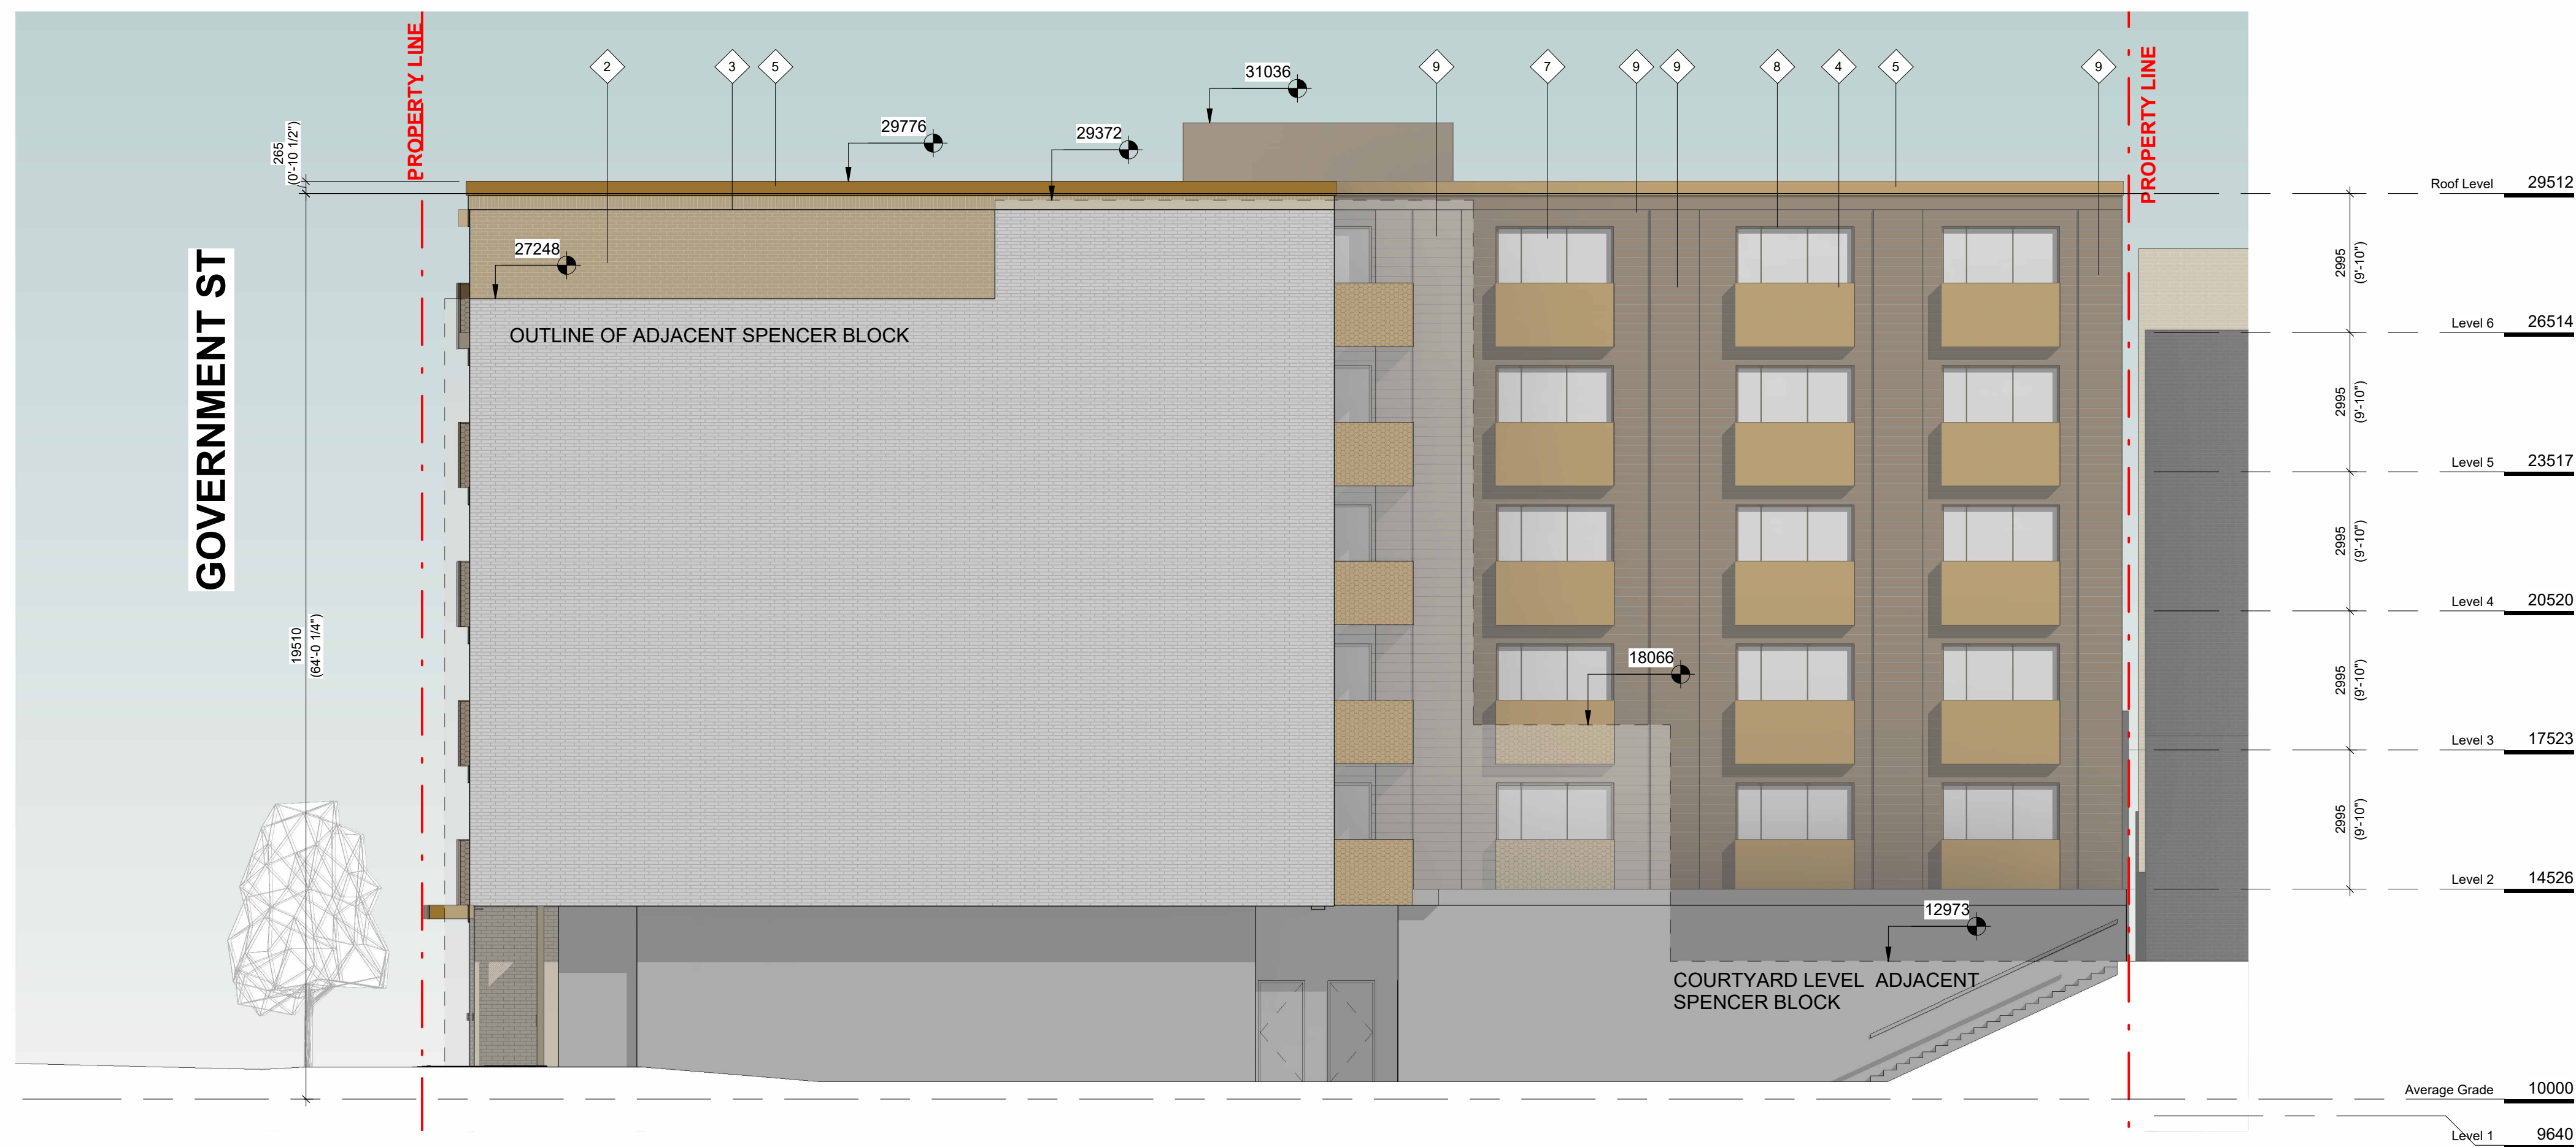 PROPERTY LINE
2
3
5
31036
9
7
9
9
8
4
5
9
PROPERTY LINE
29776
29372
265
(0'-10 1/2")
Roof Level 29512
27248
OUTLINE OF ADJACENT SPENCER BLOCK
GOVERNMENT ST
2995
(9'-10")
Level 6 26514
2995
(9'-10")
Level 5 23517
2995
(9'-10")
Level 4 20520
19510
(64'-0 1/4")
18066
2995
(9'-10")
Level 3 17523
2995
(9'-10")
Level 2 14526
12973
COURTYARD LEVEL ADJACENT
SPENCER BLOCK
Average Grade 10000
Level 1 9640